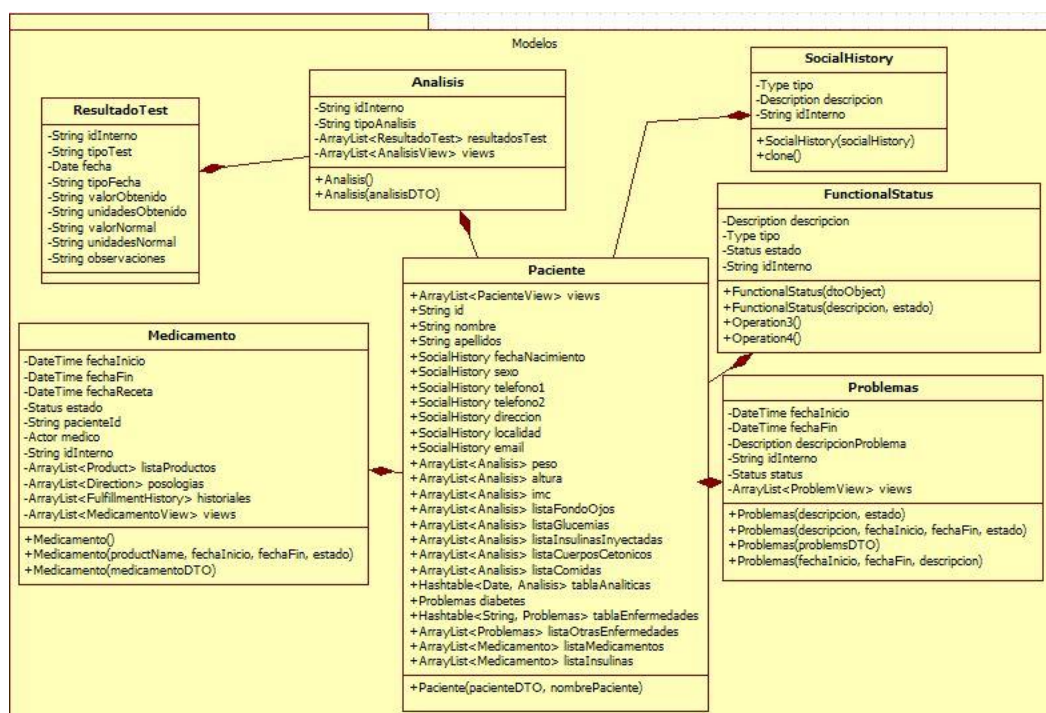 Modelos
ResultadoTest
-String idInterno
-String tipoTest
-Date fecha
-String tipoFecha
-String valorObtenido
-String unidadesObtenido
-String valorNormal
-String unidadesNormal
-String observaciones
Analisis
-String idInterno
-String tipoAnalisis
-ArrayList<ResultadoTest> resultadosTest
-ArrayList<AnalisisView> views
+Analisis()
+Analisis(analisisDTO)
SocialHistory
-Type tipo
-Description descripcion
-String idInterno
+SocialHistory(socialHistory)
+clone()
FunctionalStatus
-Description descripcion
-Type tipo
-Status estado
-String idInterno
+FunctionalStatus(dtoObject)
+FunctionalStatus(descripcion, estado)
+Operation3()
+Operation4()
Medicamento
-DateTime fechaInicio
-DateTime fechaFin
-DateTime fechaReceta
-Status estado
-String pacienteId
-Actor medico
-String idInterno
-ArrayList<Product> listaProductos
-ArrayList<Direction> posologias
-ArrayList<FulfillmentHistory> historiales
-ArrayList<MedicamentoView> views
+Medicamento()
+Medicamento(productName, fechaInicio, fechaFin, estado)
+Medicamento(medicamentoDTO)
Paciente
+ArrayList<PacienteView> views
+String id
+String nombre
+String apellidos
+SocialHistory fechaNacimiento
+SocialHistory sexo
+SocialHistory telefono1
+SocialHistory telefono2
+SocialHistory direccion
+SocialHistory localidad
+SocialHistory email
+ArrayList<Analisis> peso
+ArrayList<Analisis> altura
+ArrayList<Analisis> imc
+ArrayList<Analisis> listaFondoOjos
+ArrayList<Analisis> listaGlucemias
+ArrayList<Analisis> listaInsulinasInyectadas
+ArrayList<Analisis> listaCuerposCetonicos
+ArrayList<Analisis> listaComidas
+Hashtable<Date, Analisis> tablaAnaliticas
+Problemas diabetes
+Hashtable<String, Problemas> tablaEnfermedades
+ArrayList<Problemas> listaOtrasEnfermedades
+ArrayList<Medicamento> listaMedicamentos
+ArrayList<Medicamento> listaInsulinas
+Paciente(pacienteDTO, nombrePaciente)
Problemas
-DateTime fechaInicio
-DateTime fechaFin
-Description descripcionProblema
-String idInterno
-Status status
-ArrayList<ProblemView> views
+Problemas(descripcion, estado)
+Problemas(descripcion, fechaInicio, fechaFin, estado)
+Problemas(problemsDTO)
+Problemas(fechaInicio, fechaFin, descripcion)